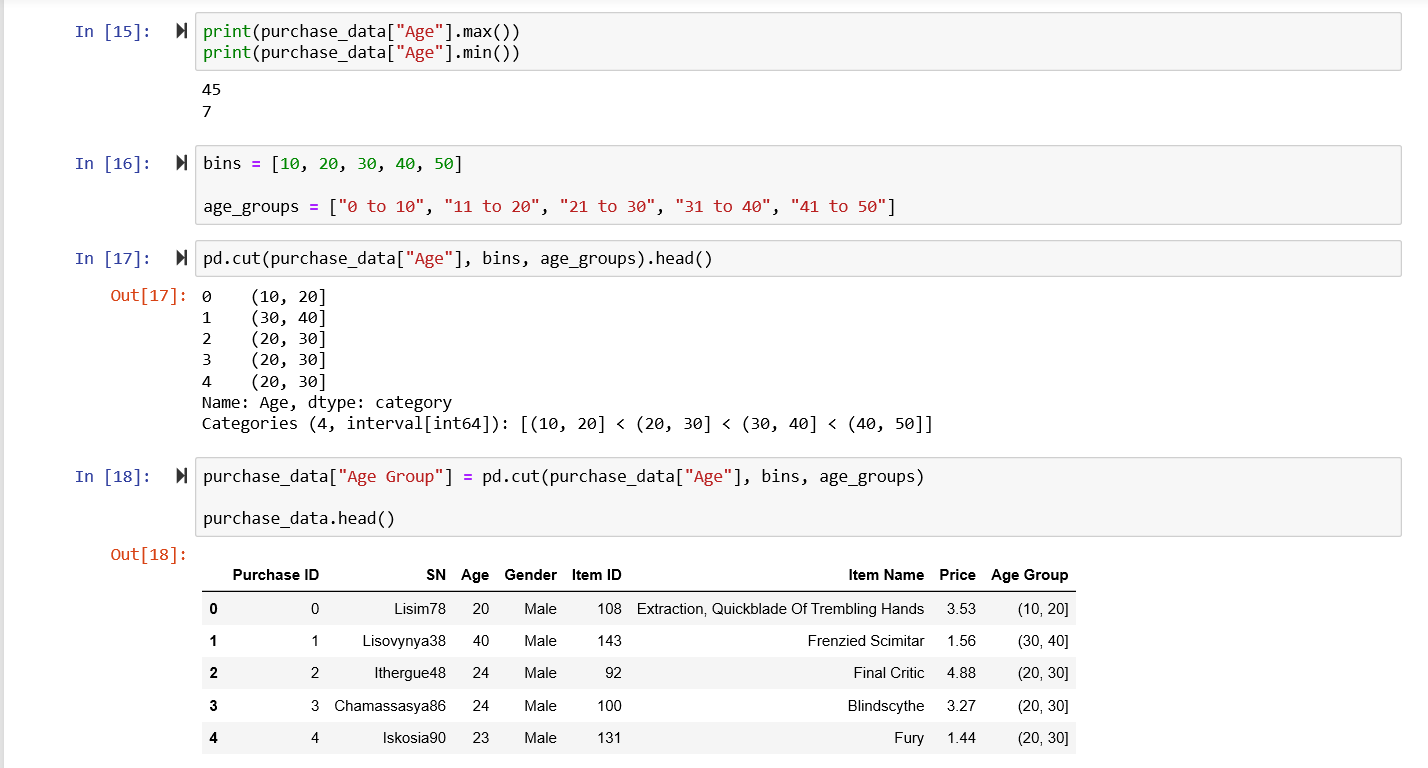 In [15]: print(purchase_data["Age"].max())
print(purchase_data["Age"].min())
45
7
In [16]: bins = [10, 20, 30, 40, 50]
age_groups = ["0 to 10", "11 to 20", "21 to 30", "31 to 40", "41 to 50"]
In [17]: pd.cut(purchase_data["Age"], bins, age_groups).head()
Out[17]: 0    (10, 20]
1    (30, 40]
2    (20, 30]
3    (20, 30]
4    (20, 30]
Name: Age, dtype: category
Categories (4, interval[int64]): [(10, 20] < (20, 30] < (30, 40] < (40, 50]]
In [18]: purchase_data["Age Group"] = pd.cut(purchase_data["Age"], bins, age_groups)
purchase_data.head()
Out[18]:
Purchase ID SN Age Gender Item ID Item Name Price Age Group
0 0 Lisim78 20 Male 108 Extraction, Quickblade Of Trembling Hands 3.53 (10, 20]
1 1 Lisovynya38 40 Male 143 Frenzied Scimitar 1.56 (30, 40]
2 2 Ithergue48 24 Male 92 Final Critic 4.88 (20, 30]
3 3 Chamassasya86 24 Male 100 Blindscythe 3.27 (20, 30]
4 4 Iskosia90 23 Male 131 Fury 1.44 (20, 30]